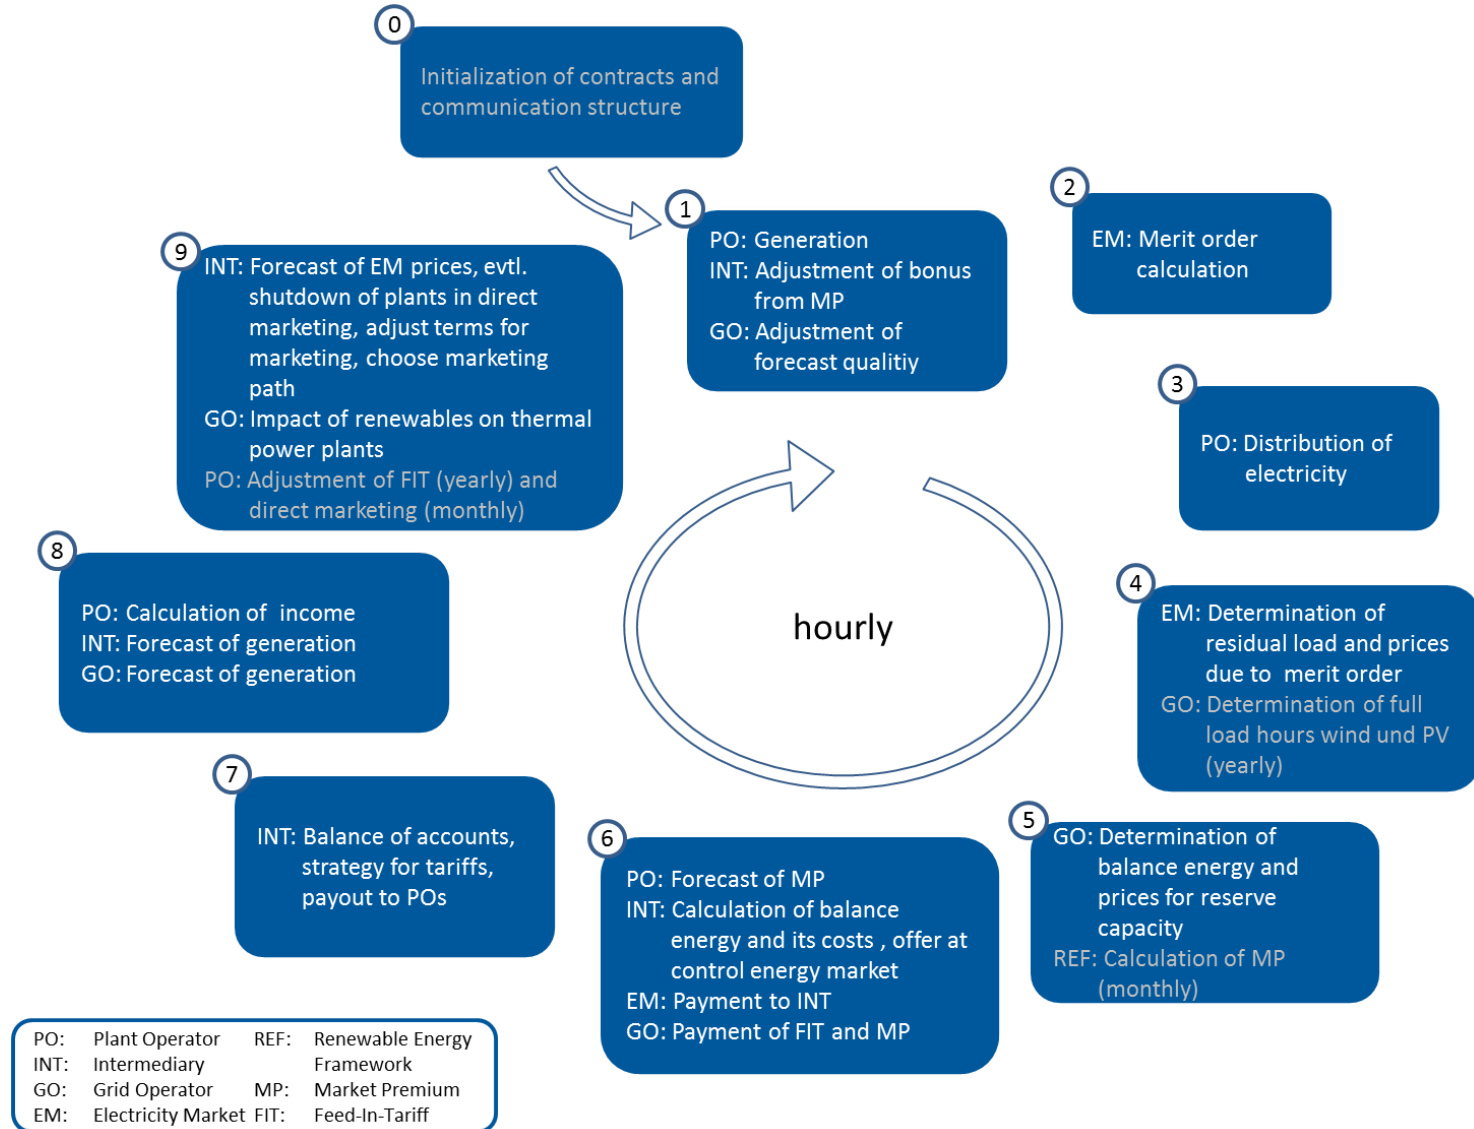 0
Initialization of contracts and
communication structure
1
PO: Generation
INT: Adjustment of bonus
from MP
GO: Adjustment of
forecast qualitiy
2
EM: Merit order
calculation
3
PO: Distribution of
electricity
4
EM: Determination of
residual load and prices
due to merit order
GO: Determination of full
load hours wind und PV
(yearly)
5
GO: Determination of
balance energy and
prices for reserve
capacity
REF: Calculation of MP
(monthly)
6
PO: Forecast of MP
INT: Calculation of balance
energy and its costs , offer at
control energy market
EM: Payment to INT
GO: Payment of FIT and MP
7
INT: Balance of accounts,
strategy for tariffs,
payout to POs
8
PO: Calculation of income
INT: Forecast of generation
GO: Forecast of generation
9
INT: Forecast of EM prices, evtl.
shutdown of plants in direct
marketing, adjust terms for
marketing, choose marketing
path
GO: Impact of renewables on thermal
power plants
PO: Adjustment of FIT (yearly) and
direct marketing (monthly)
hourly
PO: Plant Operator REF: Renewable Energy
INT: Intermediary Framework
GO: Grid Operator MP: Market Premium
EM: Electricity Market FIT: Feed-In-Tariff